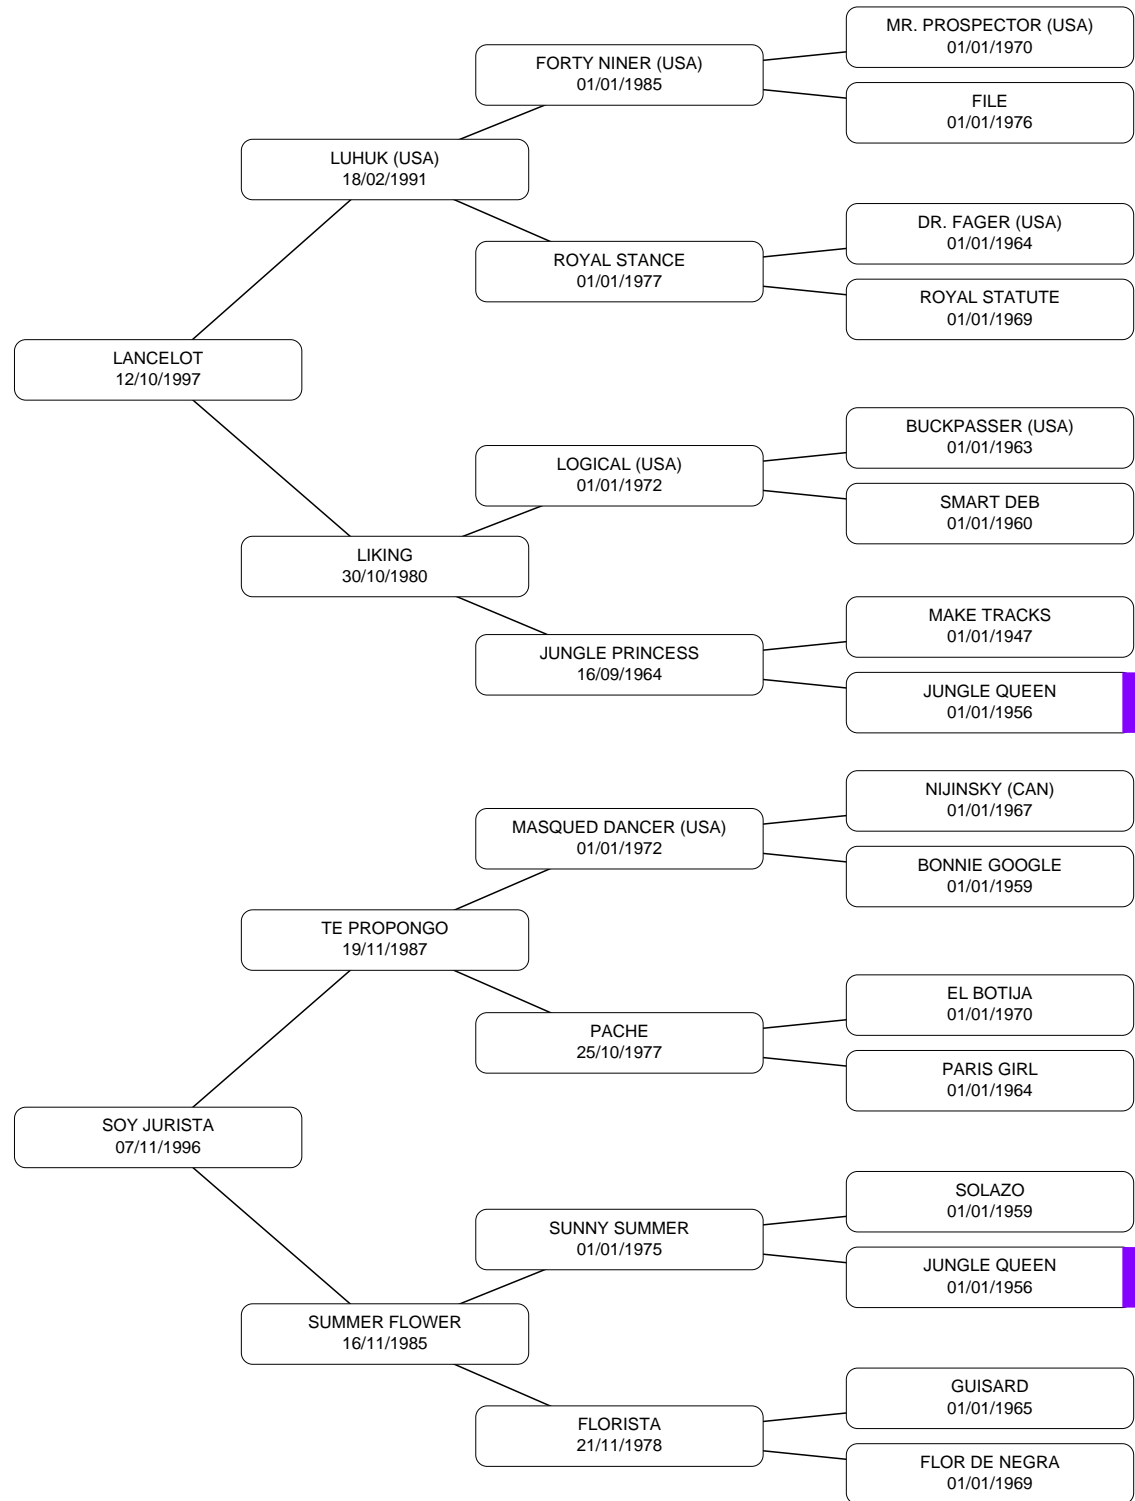 MR. PROSPECTOR (USA)
01/01/1970
FORTY NINER (USA)
01/01/1985
FILE
01/01/1976
LUHUK (USA)
18/02/1991
DR. FAGER (USA)
01/01/1964
ROYAL STANCE
01/01/1977
ROYAL STATUTE
01/01/1969
LANCELOT
12/10/1997
BUCKPASSER (USA)
01/01/1963
LOGICAL (USA)
01/01/1972
SMART DEB
01/01/1960
LIKING
30/10/1980
MAKE TRACKS
01/01/1947
JUNGLE PRINCESS
16/09/1964
JUNGLE QUEEN
01/01/1956
NIJINSKY (CAN)
01/01/1967
MASQUED DANCER (USA)
01/01/1972
BONNIE GOOGLE
01/01/1959
TE PROPONGO
19/11/1987
EL BOTIJA
01/01/1970
PACHE
25/10/1977
PARIS GIRL
01/01/1964
SOY JURISTA
07/11/1996
SOLAZO
01/01/1959
SUNNY SUMMER
01/01/1975
JUNGLE QUEEN
01/01/1956
SUMMER FLOWER
16/11/1985
GUISARD
01/01/1965
FLORISTA
21/11/1978
FLOR DE NEGRA
01/01/1969